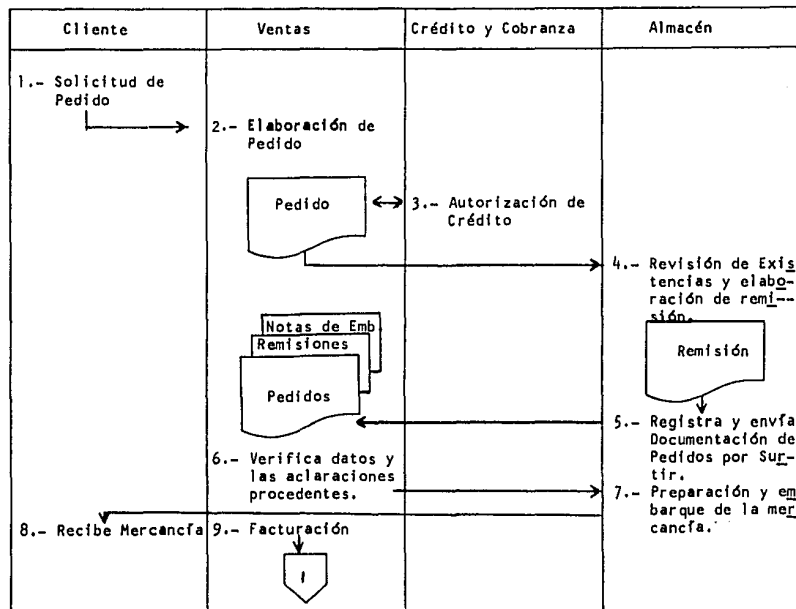 Cliente
Ventas
Crédito y Cobranza
Almacén
1.- Solicitud de
Pedido
2.- Elaboración de
Pedido
Pedido
3.- Autorización de
Crédito
4.- Revisión de Exis
tencias y elabo-
ración de remi--
sión.
Remisión
Notas de Emb
Remisiones
Pedidos
5.- Registra y envía
Documentación de
Pedidos por Sur-
tir.
6.- Verifica datos y
las aclaraciones
procedentes.
7.- Preparación y em
barque de la mer
cancía.
8.- Recibe Mercancía
9.- Facturación
1